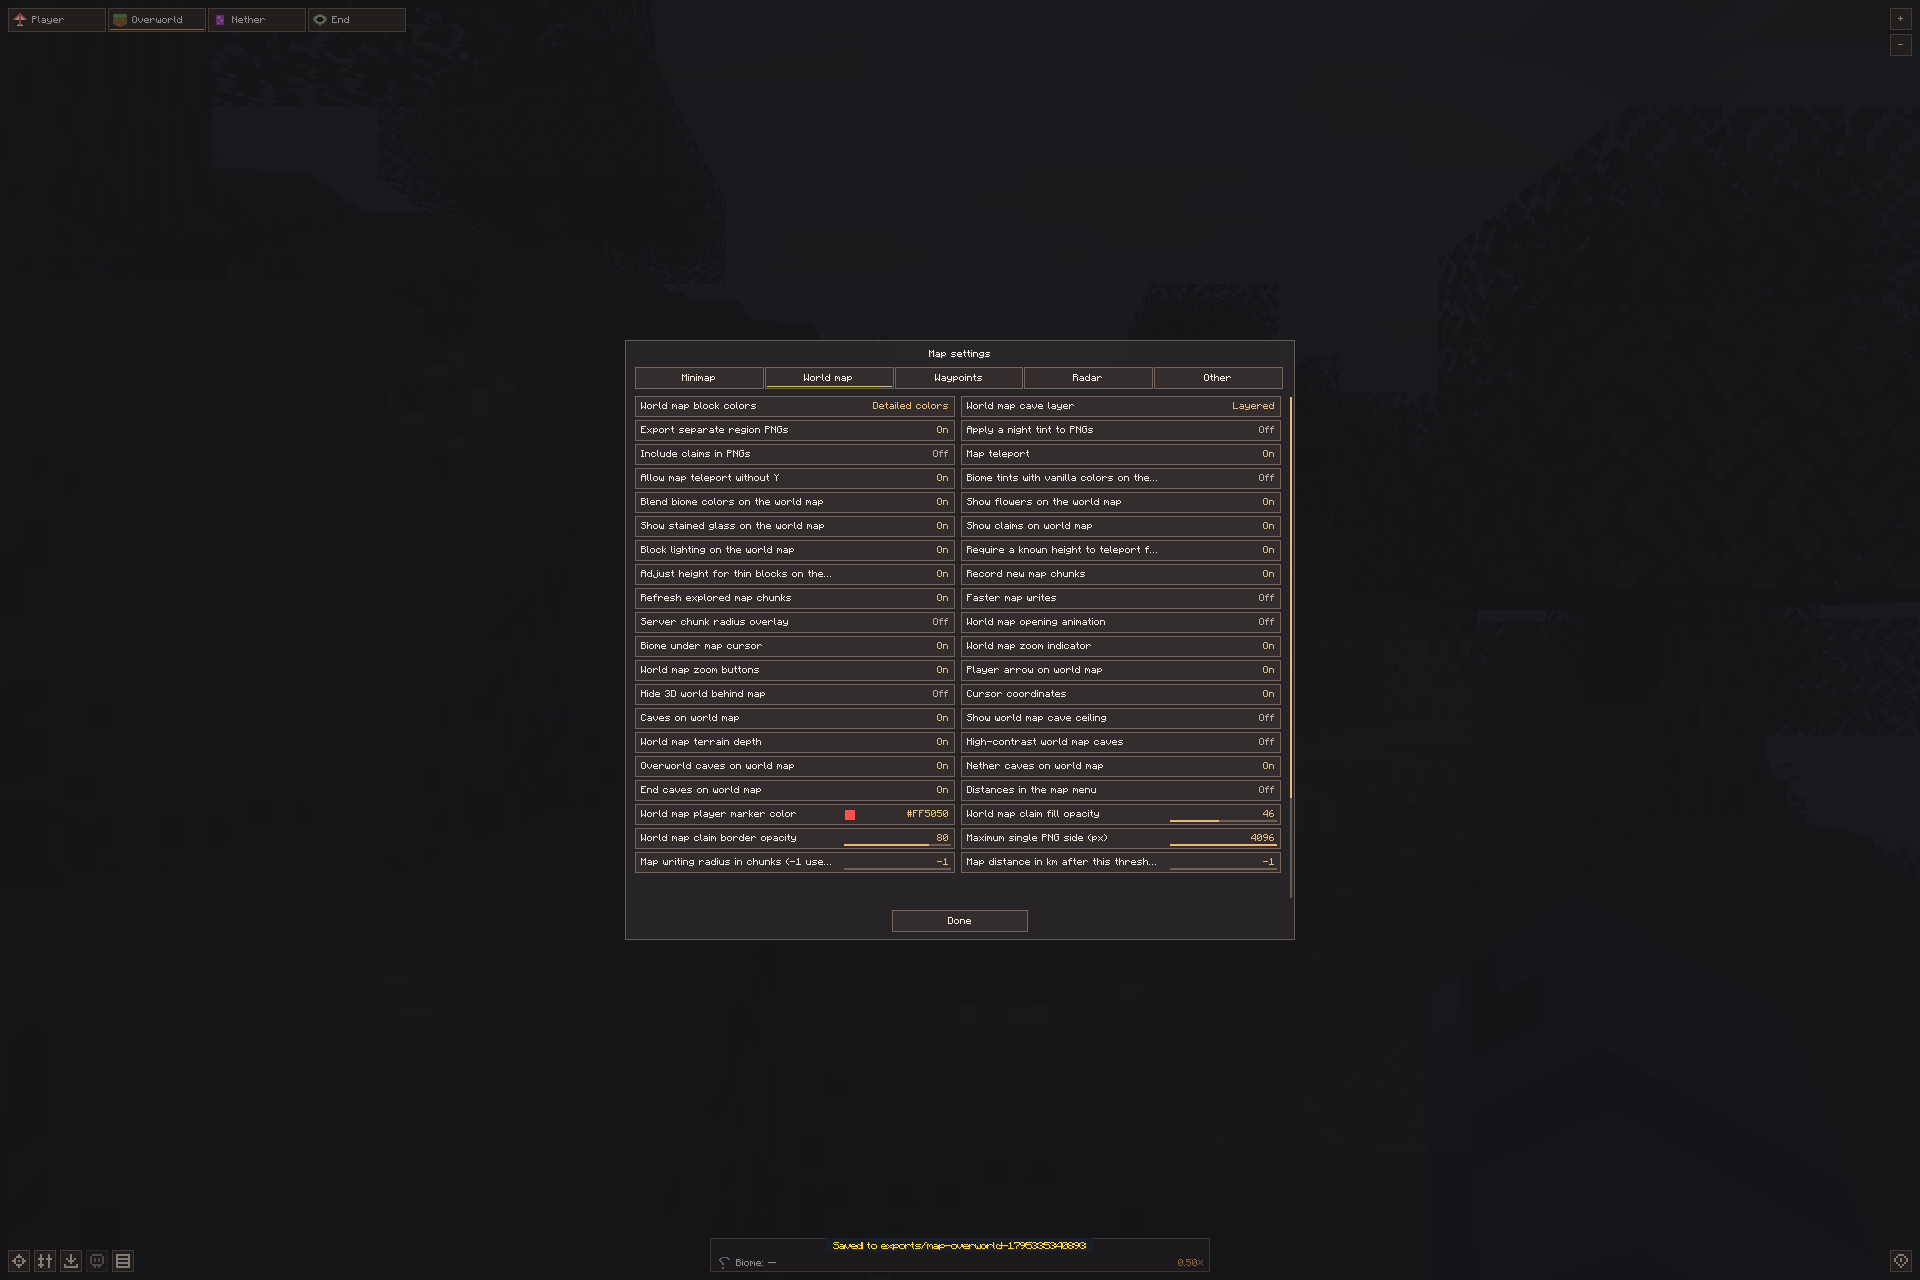 Player Overworld Nether End
+
-
Map settings
Minimap World map Waypoints Radar Other
World map block colors Detailed colors World map cave layer Layered
Export separate region PNGs On Apply a night tint to PNGs Off
Include claims in PNGs Off Map teleport On
Allow map teleport without Y On Biome tints with vanilla colors on the... Off
Blend biome colors on the world map On Show flowers on the world map On
Show stained glass on the world map On Show claims on world map On
Block lighting on the world map On Require a known height to teleport f... On
Adjust height for thin blocks on the... On Record new map chunks On
Refresh explored map chunks On Faster map writes Off
Server chunk radius overlay Off World map opening animation Off
Biome under map cursor On World map zoom indicator On
World map zoom buttons On Player arrow on world map On
Hide 3D world behind map Off Cursor coordinates On
Caves on world map On Show world map cave ceiling Off
World map terrain depth On High-contrast world map caves Off
Overworld caves on world map On Nether caves on world map On
End caves on world map On Distances in the map menu Off
World map player marker color #FF5050 World map claim fill opacity 46
World map claim border opacity 80 Maximum single PNG side (px) 4096
Map writing radius in chunks (-1 use... -1 Map distance in km after this thresh... -1
Done
Saved to exports/map-overworld-1795335340893
Biome: — 0.50×